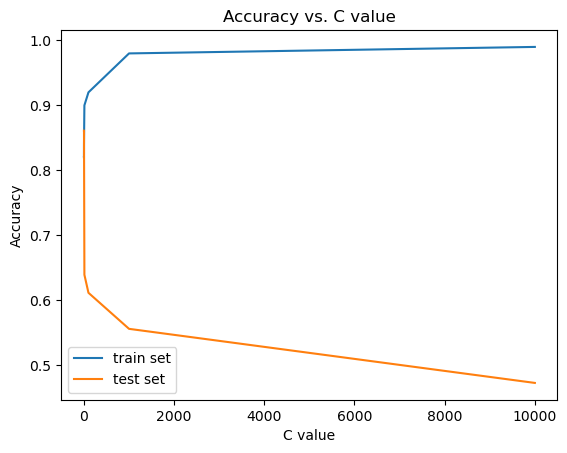 Accuracy vs. C value
1.0
0.9
0.8
0.7
0.6
0.5
Accuracy
train set
test set
0
2000
4000
6000
8000
10000
C value